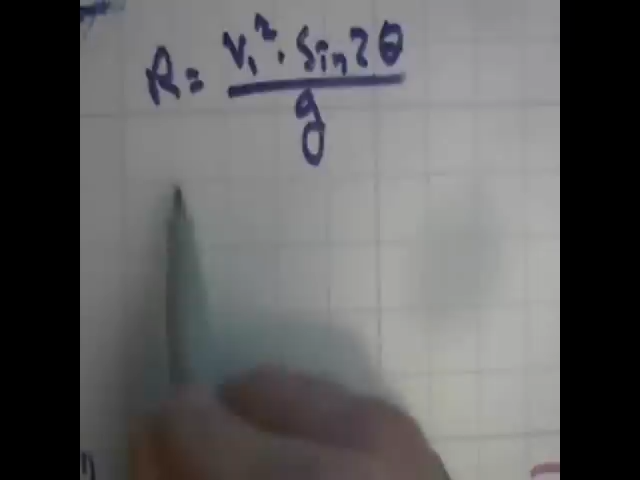 R = v₁² · Sin 2θ
g